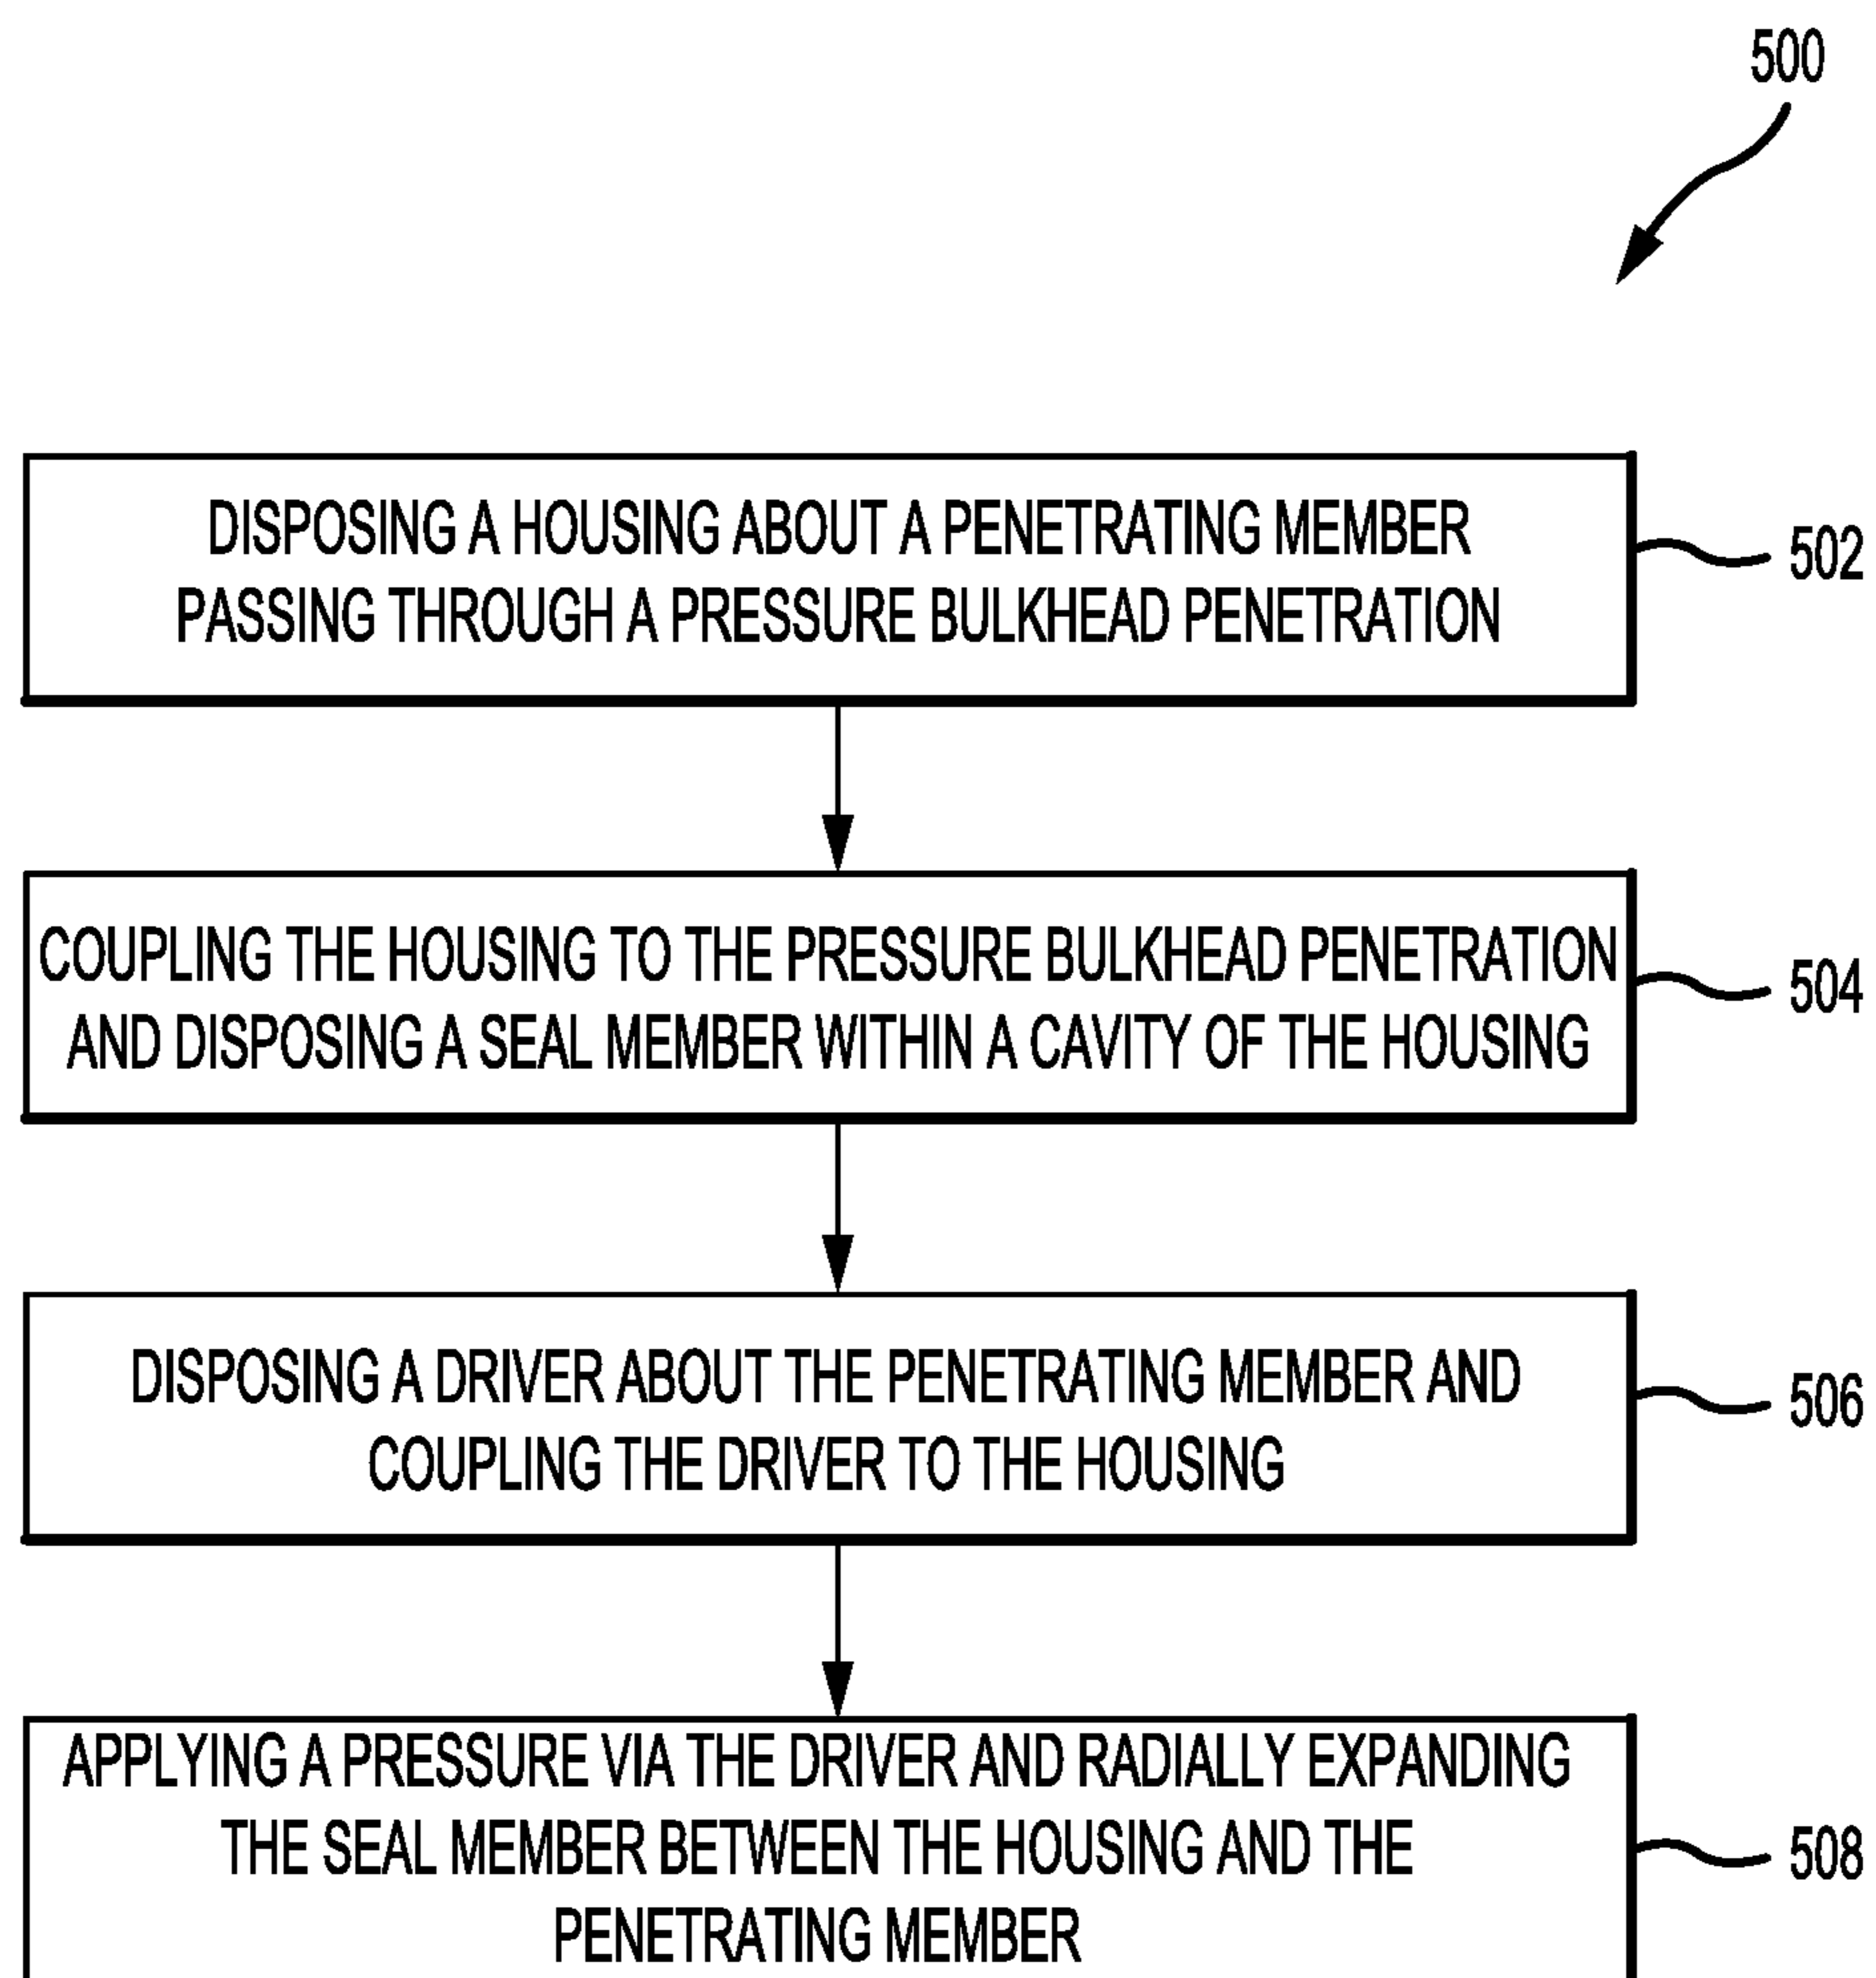 500
DISPOSING A HOUSING ABOUT A PENETRATING MEMBER
PASSING THROUGH A PRESSURE BULKHEAD PENETRATION
502
COUPLING THE HOUSING TO THE PRESSURE BULKHEAD PENETRATION
AND DISPOSING A SEAL MEMBER WITHIN A CAVITY OF THE HOUSING
504
DISPOSING A DRIVER ABOUT THE PENETRATING MEMBER AND
COUPLING THE DRIVER TO THE HOUSING
506
APPLYING A PRESSURE VIA THE DRIVER AND RADIALLY EXPANDING
THE SEAL MEMBER BETWEEN THE HOUSING AND THE
PENETRATING MEMBER
508